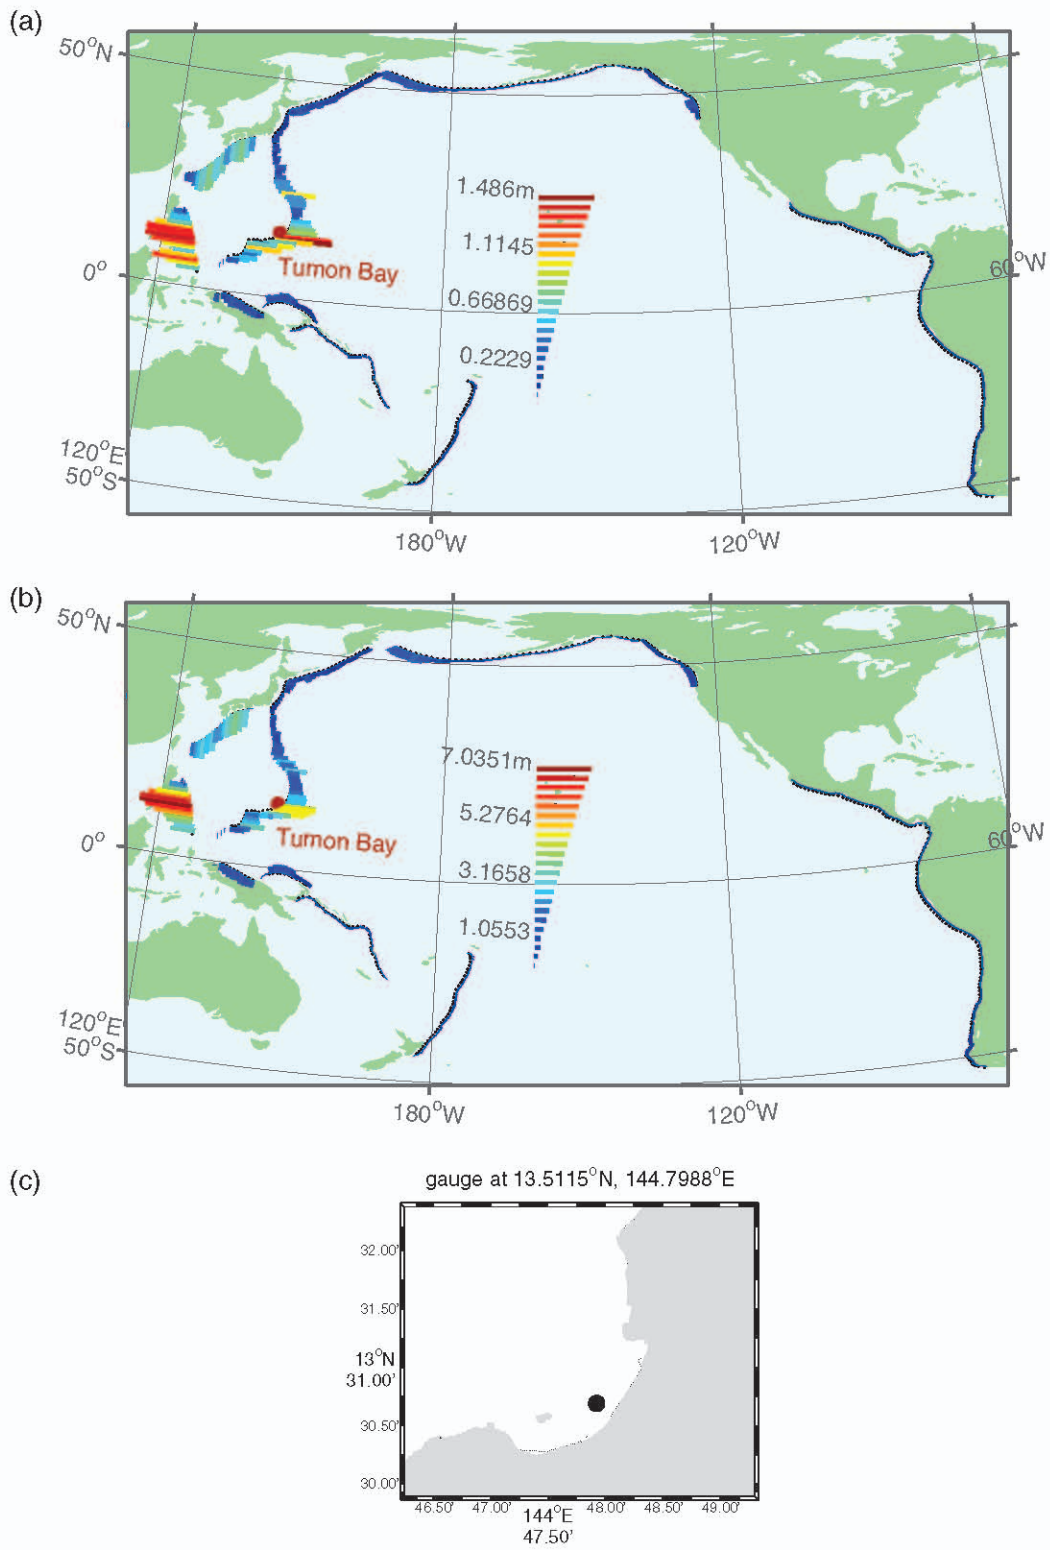 (a)
50°N
1.486m
1.1145
Tumon Bay
0°
60°W
0.66869
0.2229
120°E
50°S
180°W
120°W
(b)
50°N
7.0351m
5.2764
Tumon Bay
0°
60°W
3.1658
1.0553
120°E
50°S
180°W
120°W
(c)
gauge at 13.5115°N, 144.7988°E
32.00'
31.50'
13°N
31.00'
30.50'
30.00'
46.50' 47.00' 48.00' 48.50' 49.00'
144°E
47.50'